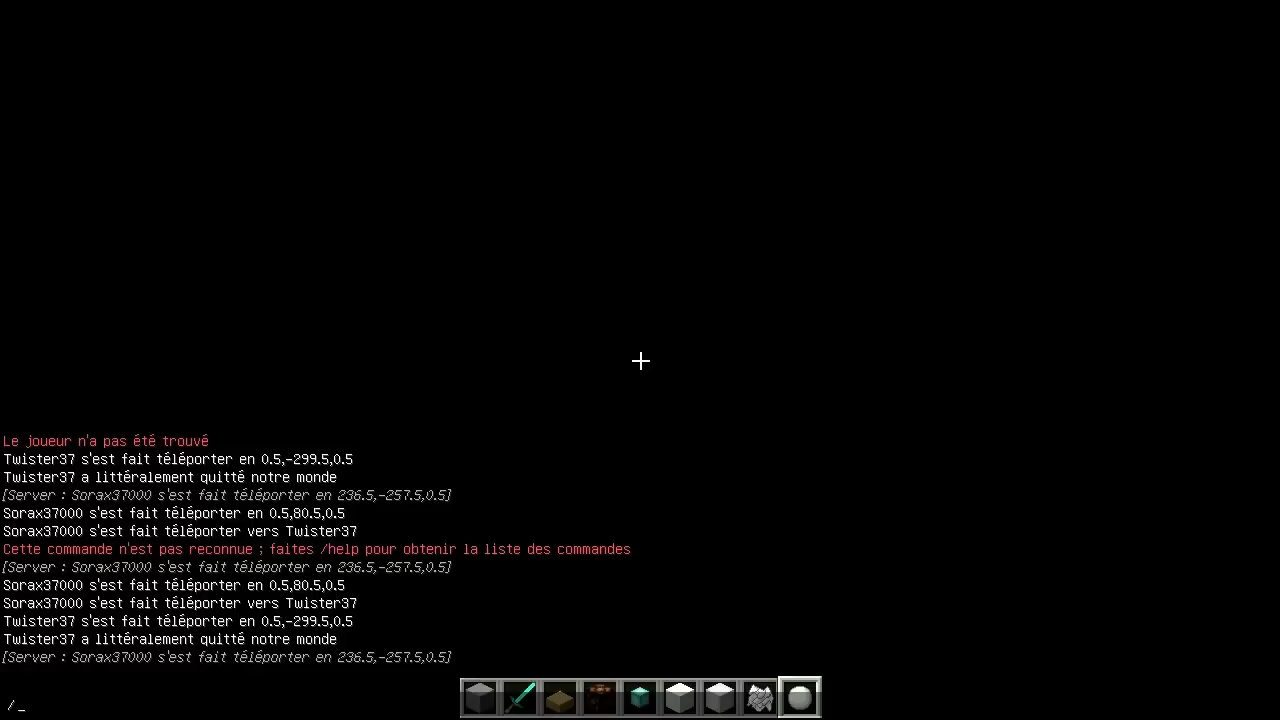 Le joueur n'a pas été trouvé
Twister37 s'est fait téléporter en 0.5,-299.5,0.5
Twister37 a littéralement quitté notre monde
[Server : Sorax37000 s'est fait téléporter en 236.5,-257.5,0.5]
Sorax37000 s'est fait téléporter en 0.5,80.5,0.5
Sorax37000 s'est fait téléporter vers Twister37
Cette commande n'est pas reconnue ; faites /help pour obtenir la liste des commandes
[Server : Sorax37000 s'est fait téléporter en 236.5,-257.5,0.5]
Sorax37000 s'est fait téléporter en 0.5,80.5,0.5
Sorax37000 s'est fait téléporter vers Twister37
Twister37 s'est fait téléporter en 0.5,-299.5,0.5
Twister37 a littéralement quitté notre monde
[Server : Sorax37000 s'est fait téléporter en 236.5,-257.5,0.5]
/_